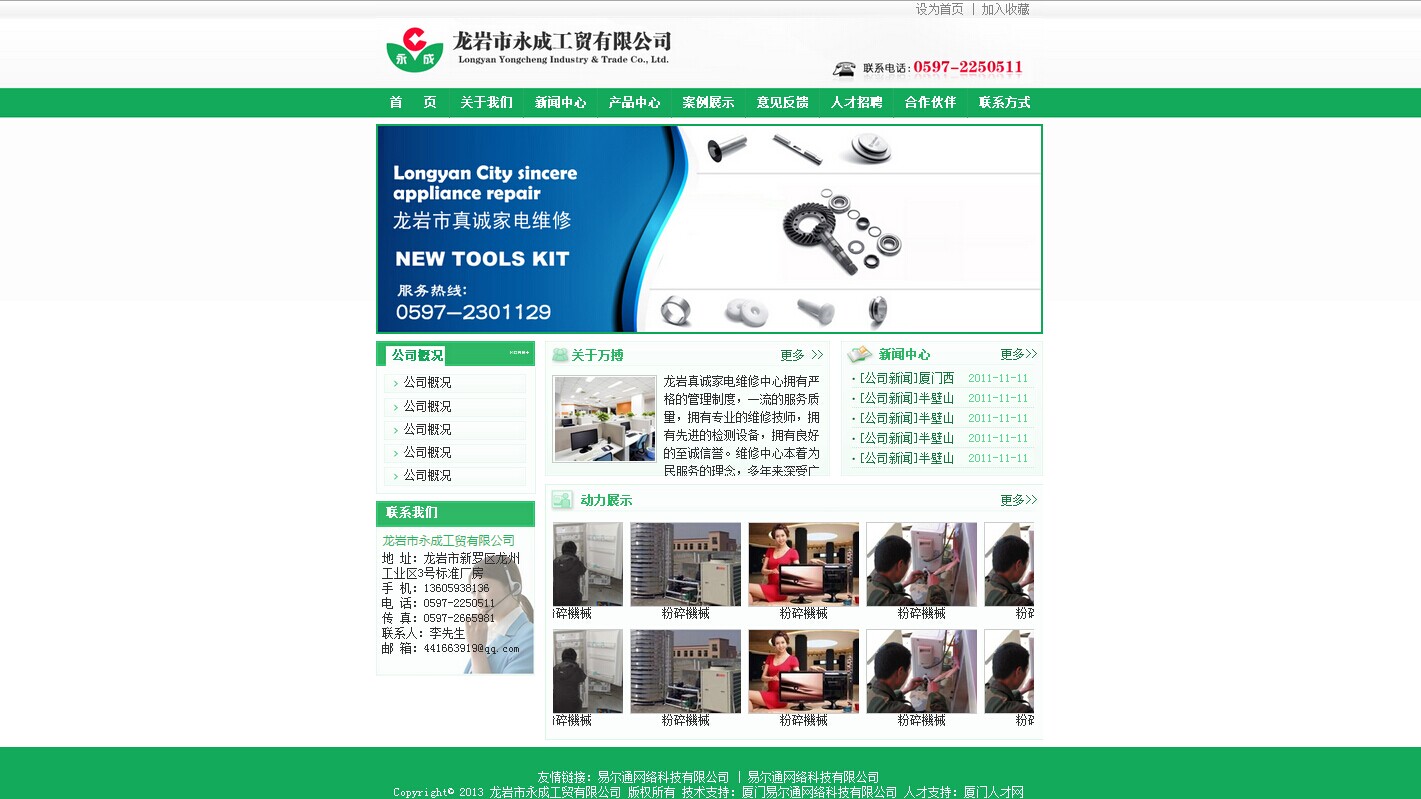 设为首页 | 加入收藏
龙岩市永成工贸有限公司
永 成
Longyan Yongcheng Industry & Trade Co., Ltd.
联系电话:0597-2250511
首 页 关于我们 新闻中心 产品中心 案例展示 意见反馈 人才招聘 合作伙伴 联系方式
Longyan City sincere
appliance repair
龙岩市真诚家电维修
NEW TOOLS KIT
服务热线:
0597—2301129
公司概况
HOME+
公司概况
公司概况
公司概况
公司概况
公司概况
联系我们
龙岩市永成工贸有限公司
地 址: 龙岩市新罗区龙州
工业区3号标准厂房
手 机: 13605938136
电 话: 0597-2250511
传 真: 0597-2665981
联系人: 李先生
邮 箱: 441663919@qq.com
关于万搏 更多 >>
龙岩真诚家电维修中心拥有严
格的管理制度，一流的服务质
量，拥有专业的维修技师，拥
有先进的检测设备，拥有良好
的至诚信誉。维修中心本着为
民服务的理念，多年来深受广
新闻中心 更多>>
·[公司新闻]厦门西 2011-11-11
·[公司新闻]半壁山 2011-11-11
·[公司新闻]半壁山 2011-11-11
·[公司新闻]半壁山 2011-11-11
·[公司新闻]半壁山 2011-11-11
动力展示 更多>>
碎機械 粉碎機械 粉碎機械 粉碎機械 粉碎
碎機械 粉碎機械 粉碎機械 粉碎機械 粉碎
友情链接: 易尔通网络科技有限公司 | 易尔通网络科技有限公司
Copyright© 2013 龙岩市永成工贸有限公司 版权所有 技术支持: 厦门易尔通网络科技有限公司 人才支持: 厦门人才网